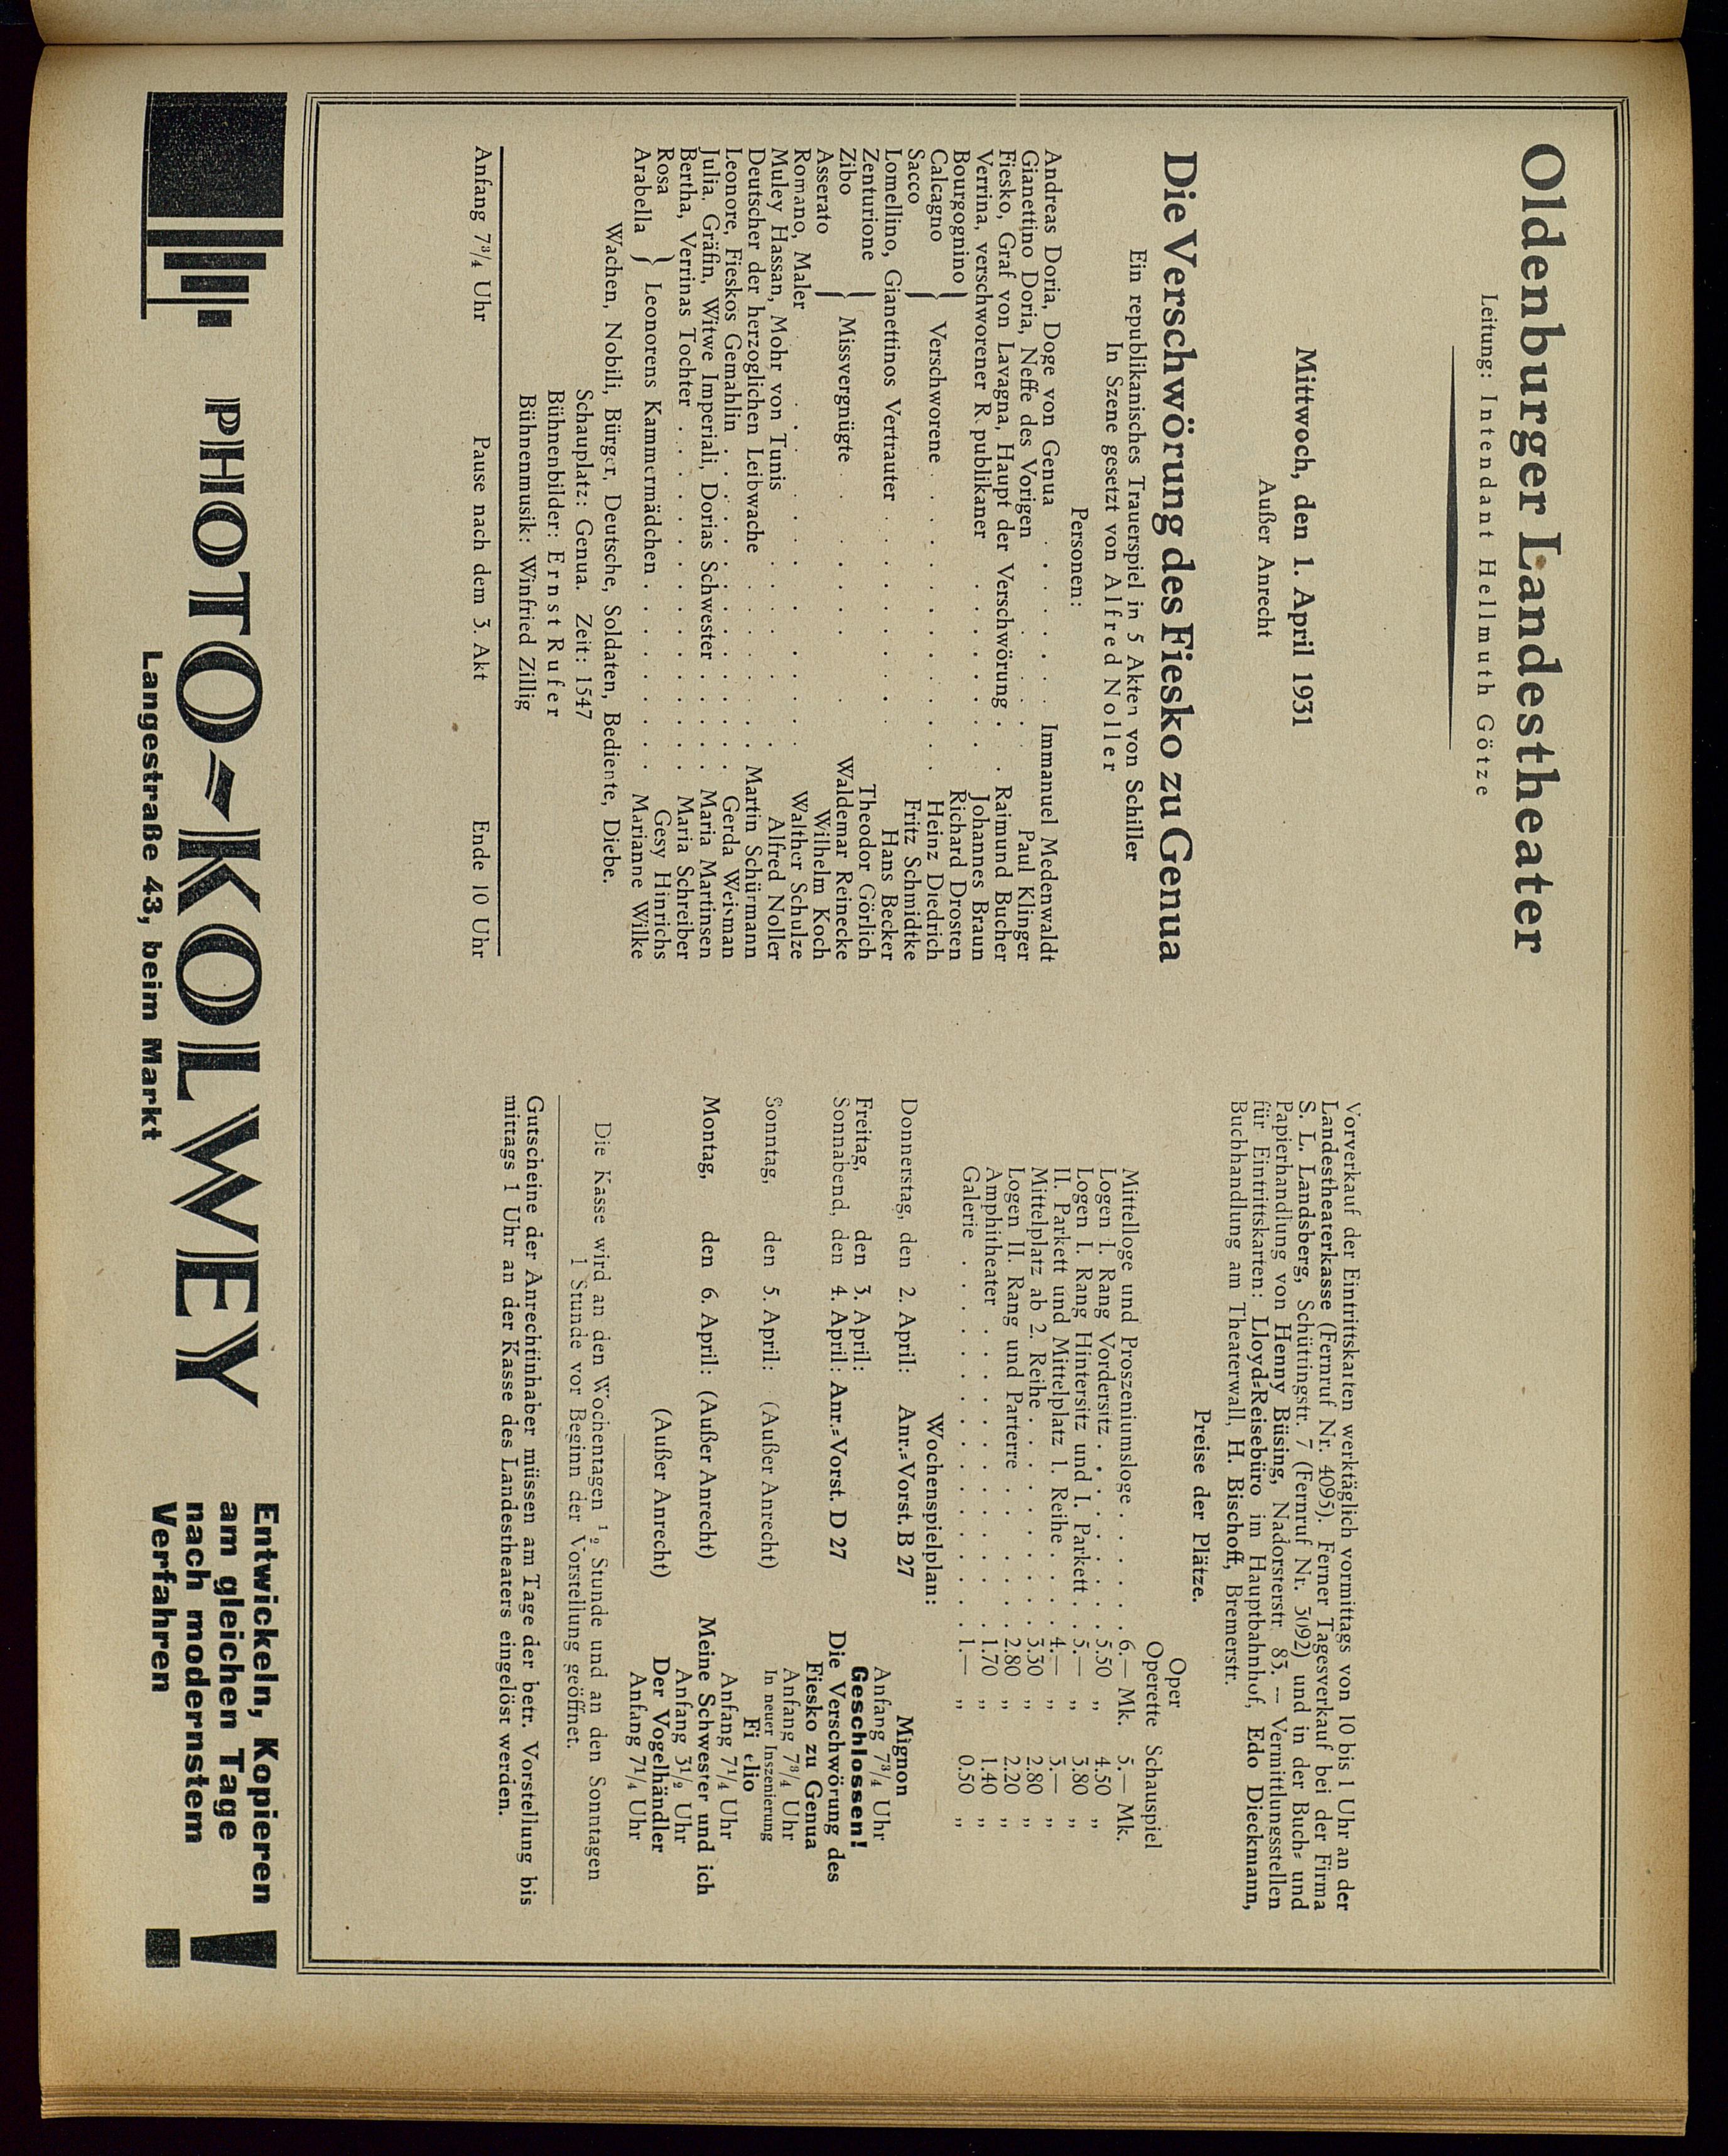 Oldenburger Landestheater
Leitung: Intendant Hellmuth Götze
Mittwoch, den 1. April 1931
Außer Anrecht
Die Verschwörung des Fiesko zu Genua
Ein republikanisches Trauerspiel in 5 Akten von Schiller
In Szene gesetzt von Alfred Noller
Personen:
Andreas Doria, Doge von Genua . . . . . . Immanuel Medenwaldt
Gianettino Doria, Neffe des Vorigen . . . . . Paul Klinger
Fiesko, Graf von Lavagna, Haupt der Verschwörung . . Raimund Bucher
Verrina, verschworener Republikaner . . . . . . . Johannes Braun
Bourgognino } Richard Drosten
Calcagno } Verschworene . . . . . . . . Heinz Diedrich
Sacco } Fritz Schmidtke
Lomellino, Gianettinos Vertrauter . . . . . . . Hans Becker
Zenturione } Theodor Görlich
Zibo } Missvergnügte . . . . . . Waldemar Reinecke
Asserato } Wilhelm Koch
Romano, Maler . . . . . . . . . Walther Schulze
Muley Hassan, Mohr von Tunis . . . . . . Alfred Noller
Deutscher der herzoglichen Leibwache . . . . . Martin Schürmann
Leonore, Fieskos Gemahlin . . . . . . . . . Gerda Weisman
Julia, Gräfin, Witwe Imperiali, Dorias Schwester . . . . Maria Martinsen
Bertha, Verrinas Tochter . . . . . . . . . Maria Schreiber
Rosa } Gesy Hinrichs
Arabella } Leonorens Kammermädchen . . . . . . Marianne Wilke
Wachen, Nobili, Bürger, Deutsche, Soldaten, Bediente, Diebe.
Schauplatz: Genua. Zeit: 1547
Bühnenbilder: Ernst Rufer
Bühnenmusik: Winfried Zillig
Anfang 7¾ Uhr Pause nach dem 3. Akt Ende 10 Uhr
Vorverkauf der Eintrittskarten werktäglich vormittags von 10 bis 1 Uhr an der
Landestheaterkasse (Fernruf Nr. 4095). Ferner Tagesverkauf bei der Firma
S. L. Landsberg, Schüttingstr. 7 (Fernruf Nr. 5092) und in der Buch- und
Papierhandlung von Henny Büsing, Nadorsterstr. 83. — Vermittlungsstellen
für Eintrittskarten: Lloyd-Reisebüro im Hauptbahnhof, Edo Dieckmann,
Buchhandlung am Theaterwall, H. Bischoff, Bremerstr.
Preise der Plätze.
Oper
Operette Schauspiel
Mittelloge und Proszeniumsloge . . . . . 6.— Mk. 5.— Mk.
Logen I. Rang Vordersitz . . . . . . . 5.50 „ 4.50 „
Logen I. Rang Hintersitz und I. Parkett . . 5.— „ 3.80 „
II. Parkett und Mittelplatz 1. Reihe . . . . 4.— „ 3.— „
Mittelplatz ab 2. Reihe . . . . . . . . 3.30 „ 2.80 „
Logen II. Rang und Parterre . . . . . . 2.80 „ 2.20 „
Amphitheater . . . . . . . . . . 1.70 „ 1.40 „
Galerie . . . . . . . . . . . . 1.— „ 0.50 „
Wochenspielplan:
Donnerstag, den 2. April: Anr.-Vorst. B 27 Mignon
Anfang 7¾ Uhr
Freitag, den 3. April: Geschlossen!
Sonnabend, den 4. April: Anr.-Vorst. D 27 Die Verschwörung des
Fiesko zu Genua
Anfang 7¾ Uhr
Sonntag, den 5. April: (Außer Anrecht) In neuer Inszenierung
Fi elio
Anfang 7¼ Uhr
Montag, den 6. April: (Außer Anrecht) Meine Schwester und ich
Anfang 3½ Uhr
(Außer Anrecht) Der Vogelhändler
Anfang 7¼ Uhr
Die Kasse wird an den Wochentagen ½ Stunde und an den Sonntagen
1 Stunde vor Beginn der Vorstellung geöffnet.
Gutscheine der Anrechtinhaber müssen am Tage der betr. Vorstellung bis
mittags 1 Uhr an der Kasse des Landestheaters eingelöst werden.
PHOTO-KOLWEY
Langestraße 43, beim Markt
Entwickeln, Kopieren
am gleichen Tage
nach modernstem
Verfahren !